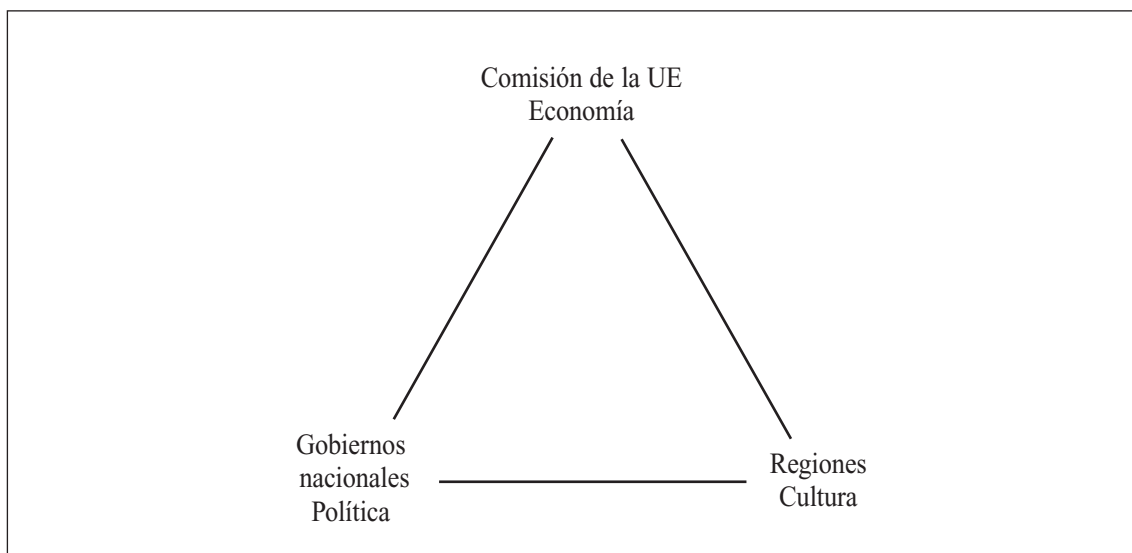 Comisión de la UE
Economía
Gobiernos
nacionales
Política
Regiones
Cultura